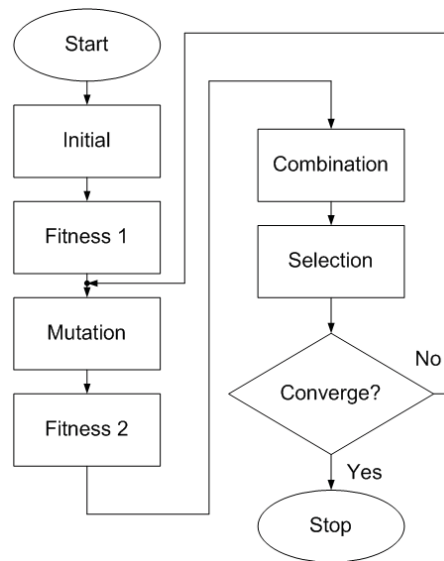 Start
Initial
Fitness 1
Mutation
Fitness 2
Combination
Selection
Converge?
No
Yes
Stop